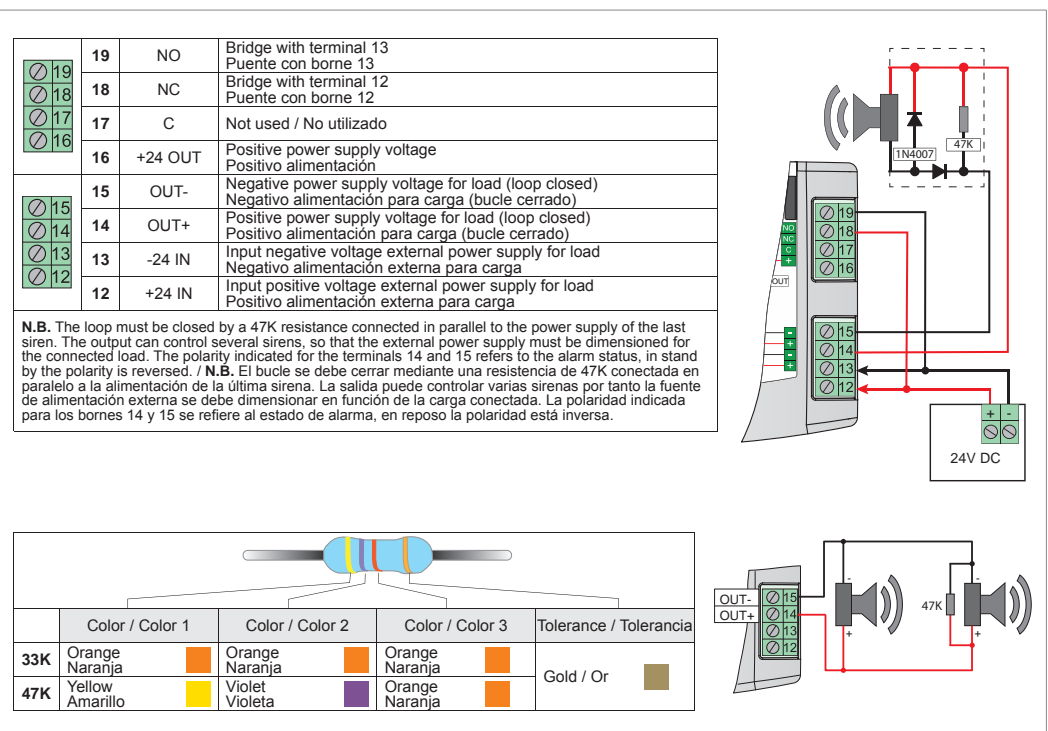 19
18
17
16
19 NO Bridge with terminal 13
Puente con borne 13
18 NC Bridge with terminal 12
Puente con borne 12
17 C Not used / No utilizado
16 +24 OUT Positive power supply voltage
Positivo alimentación
15
14
13
12
15 OUT- Negative power supply voltage for load (loop closed)
Negativo alimentación para carga (bucle cerrado)
14 OUT+ Positive power supply voltage for load (loop closed)
Positivo alimentación para carga (bucle cerrado)
13 -24 IN Input negative voltage external power supply for load
Negativo alimentación externa para carga
12 +24 IN Input positive voltage external power supply for load
Positivo alimentación externa para carga
N.B. The loop must be closed by a 47K resistance connected in parallel to the power supply of the last
siren. The output can control several sirens, so that the external power supply must be dimensioned for
the connected load. The polarity indicated for the terminals 14 and 15 refers to the alarm status, in stand
by the polarity is reversed. / N.B. El bucle se debe cerrar mediante una resistencia de 47K conectada en
paralelo a la alimentación de la última sirena. La salida puede controlar varias sirenas por tanto la fuente
de alimentación externa se debe dimensionar en función de la carga conectada. La polaridad indicada
para los bornes 14 y 15 se refiere al estado de alarma, en reposo la polaridad está inversa.
1N4007
47K
NO
NC
C
+
OUT
19
18
17
16
-
+
-
+
15
14
13
12
+ -
24V DC
Color / Color 1 Color / Color 2 Color / Color 3 Tolerance / Tolerancia
33K Orange
Naranja
Orange
Naranja
Orange
Naranja
Gold / Or
47K Yellow
Amarillo
Violet
Violeta
Orange
Naranja
OUT-
OUT+
15
14
13
12
-
+
47K
-
+